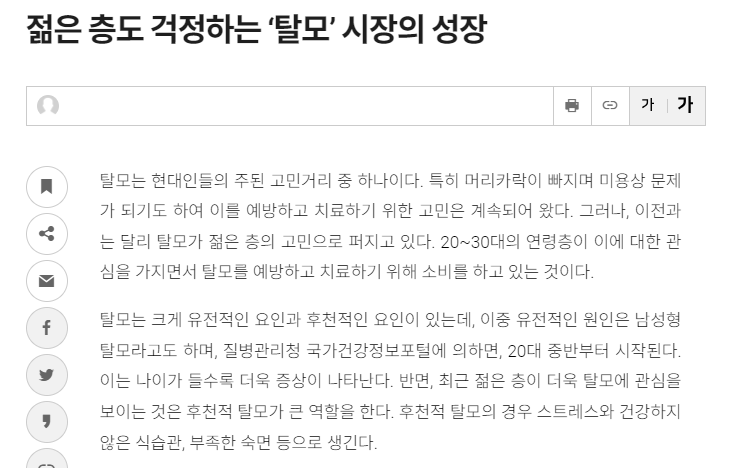 젊은 층도 걱정하는 ‘탈모’ 시장의 성장
가 가
탈모는 현대인들의 주된 고민거리 중 하나이다. 특히 머리카락이 빠지며 미용상 문제
가 되기도 하여 이를 예방하고 치료하기 위한 고민은 계속되어 왔다. 그러나, 이전과
는 달리 탈모가 젊은 층의 고민으로 퍼지고 있다. 20~30대의 연령층이 이에 대한 관
심을 가지면서 탈모를 예방하고 치료하기 위해 소비를 하고 있는 것이다.
탈모는 크게 유전적인 요인과 후천적인 요인이 있는데, 이중 유전적인 원인은 남성형
탈모라고도 하며, 질병관리청 국가건강정보포털에 의하면, 20대 중반부터 시작된다.
이는 나이가 들수록 더욱 증상이 나타난다. 반면, 최근 젊은 층이 더욱 탈모에 관심을
보이는 것은 후천적 탈모가 큰 역할을 한다. 후천적 탈모의 경우 스트레스와 건강하지
않은 식습관, 부족한 숙면 등으로 생긴다.